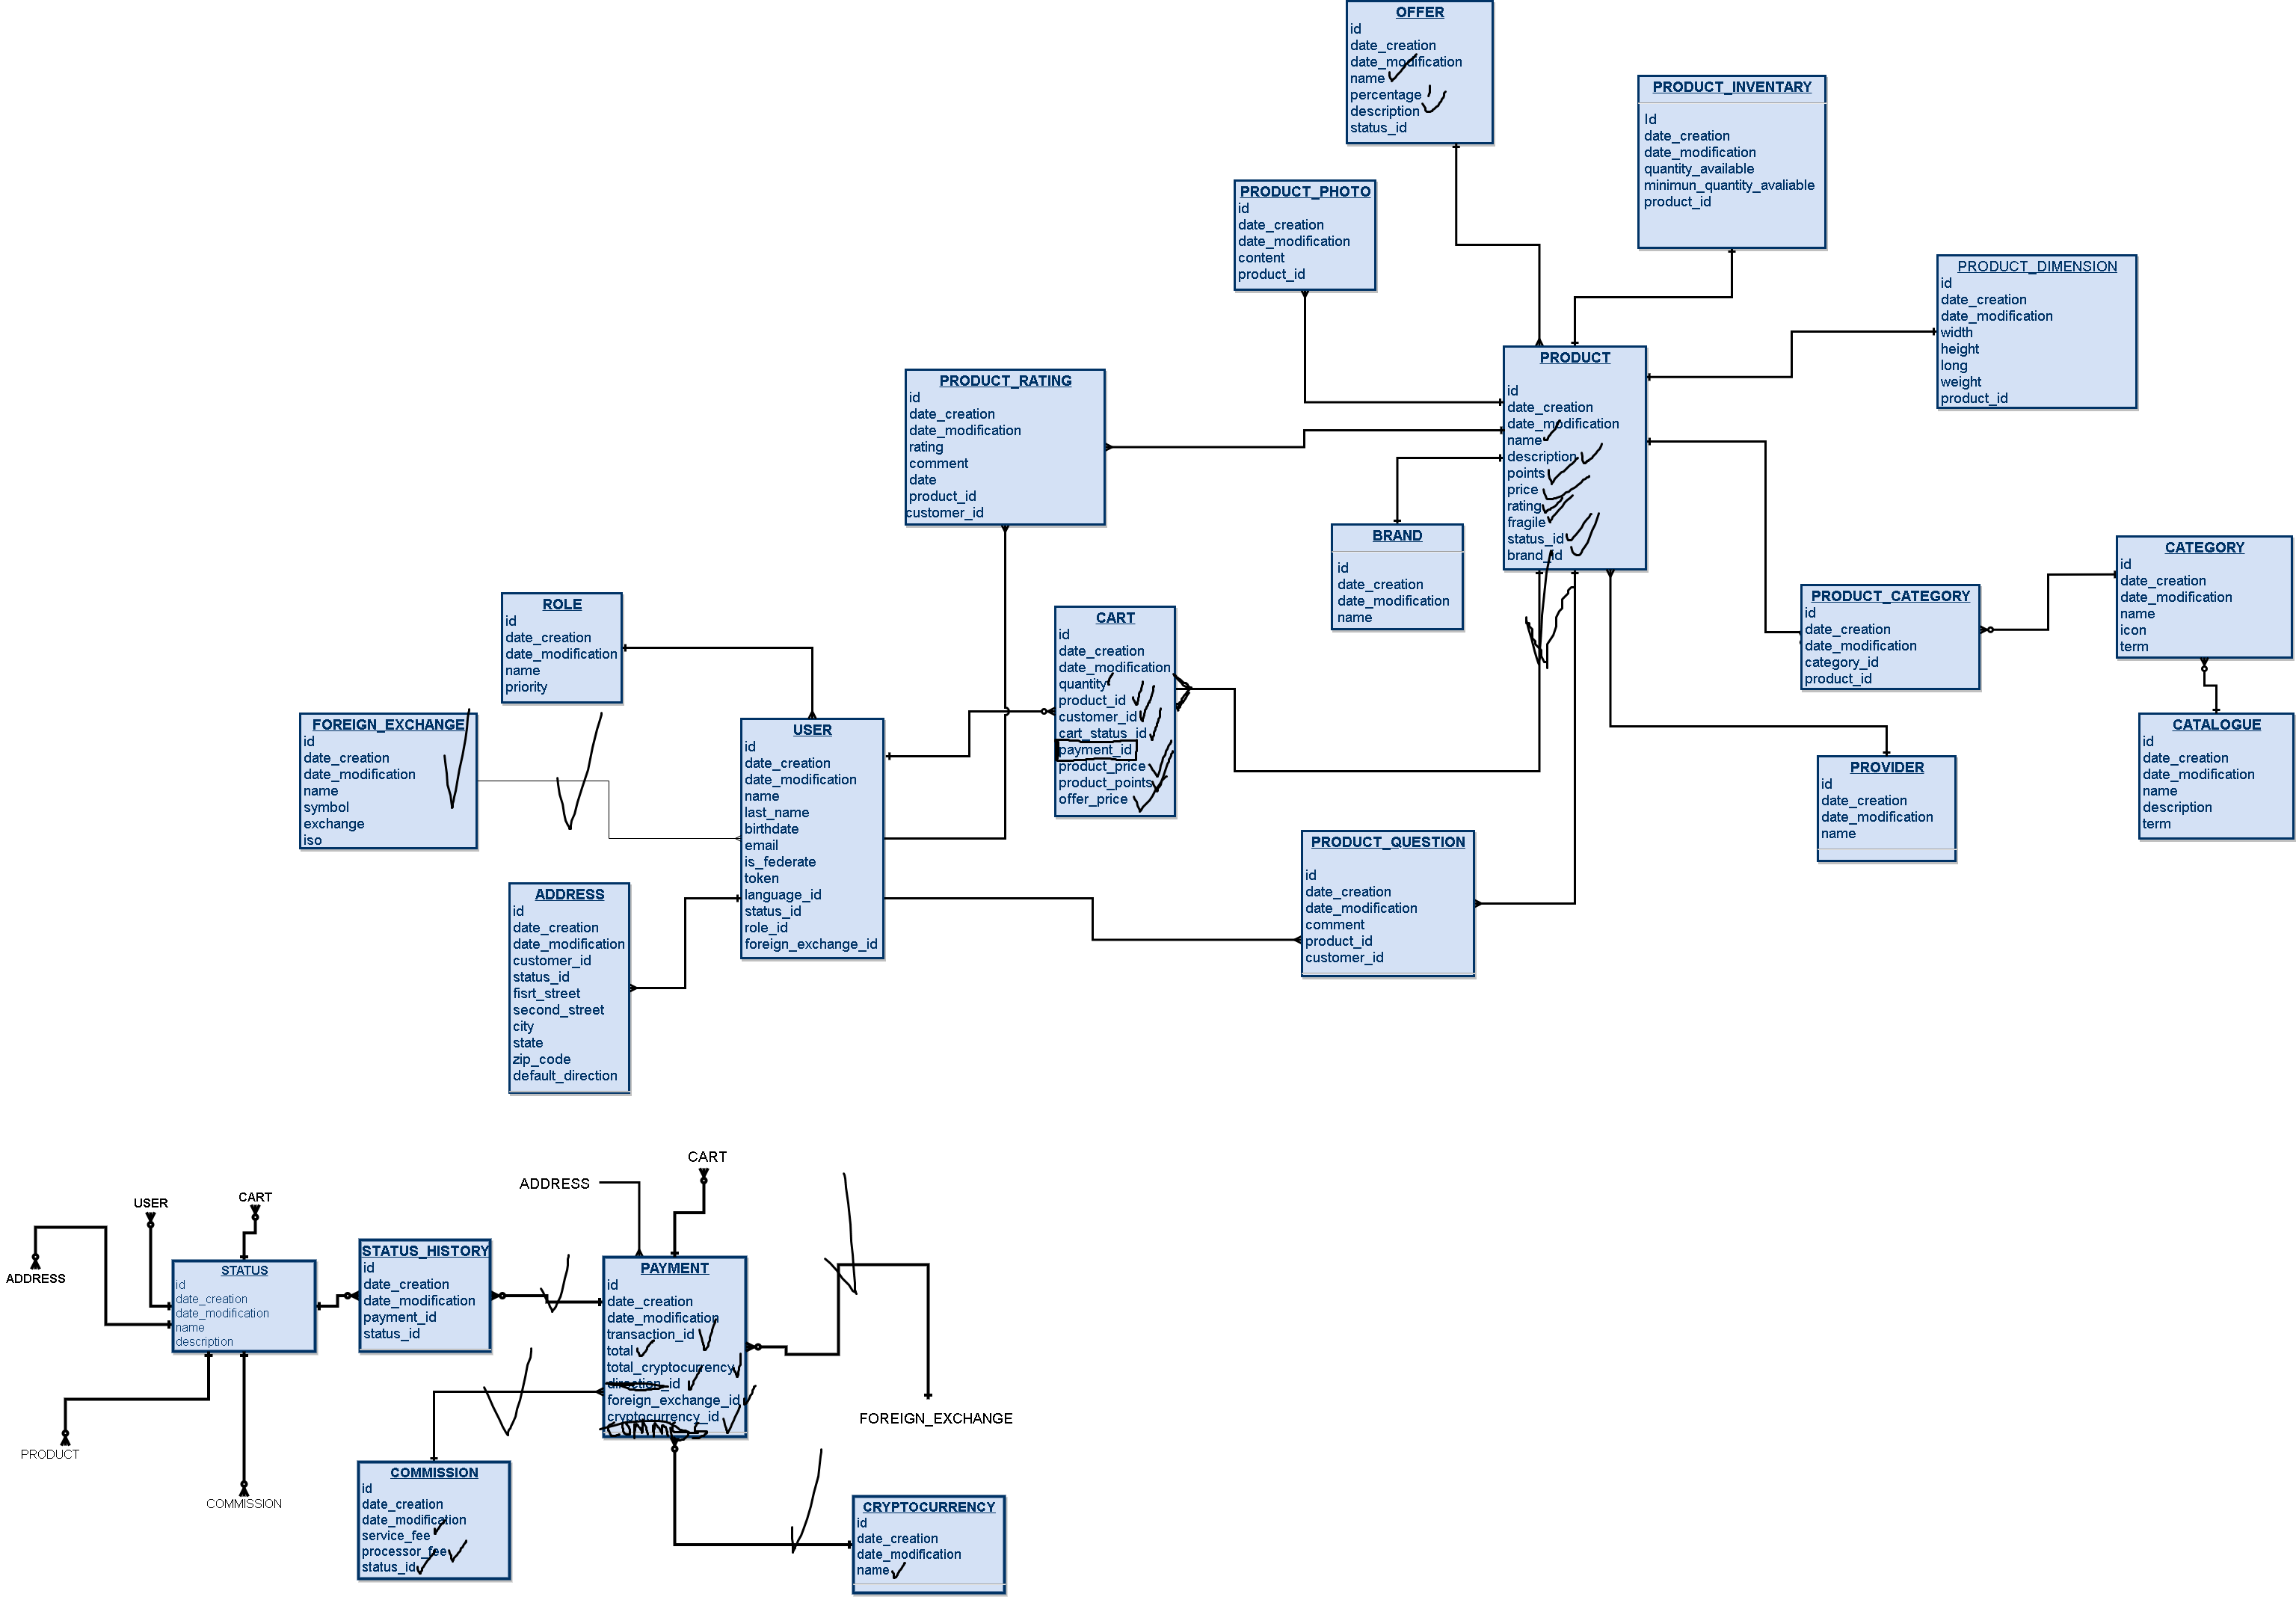 OFFER
id
date_creation
date_modification
name
percentage
description
status_id
PRODUCT_INVENTARY
Id
date_creation
date_modification
quantity_available
minimun_quantity_avaliable
product_id
PRODUCT_PHOTO
id
date_creation
date_modification
content
product_id
PRODUCT_DIMENSION
id
date_creation
date_modification
width
height
long
weight
product_id
PRODUCT
id
date_creation
date_modification
name
description
points
price
rating
fragile
status_id
brand_id
PRODUCT_RATING
id
date_creation
date_modification
rating
comment
date
product_id
customer_id
BRAND
id
date_creation
date_modification
name
CATEGORY
id
date_creation
date_modification
name
icon
term
PRODUCT_CATEGORY
id
date_creation
date_modification
category_id
product_id
ROLE
id
date_creation
date_modification
name
priority
CART
id
date_creation
date_modification
quantity
product_id
customer_id
cart_status_id
payment_id
product_price
product_points
offer_price
FOREIGN_EXCHANGE
id
date_creation
date_modification
name
symbol
exchange
iso
USER
id
date_creation
date_modification
name
last_name
birthdate
email
is_federate
token
language_id
status_id
role_id
foreign_exchange_id
CATALOGUE
id
date_creation
date_modification
name
description
term
PROVIDER
id
date_creation
date_modification
name
PRODUCT_QUESTION
id
date_creation
date_modification
comment
product_id
customer_id
ADDRESS
id
date_creation
date_modification
customer_id
status_id
fisrt_street
second_street
city
state
zip_code
default_direction
CART
ADDRESS
USER
CART
ADDRESS
STATUS
id
date_creation
date_modification
name
description
STATUS_HISTORY
id
date_creation
date_modification
payment_id
status_id
PAYMENT
id
date_creation
date_modification
transaction_id
total
total_cryptocurrency
direction_id
foreign_exchange_id
cryptocurrency_id
FOREIGN_EXCHANGE
PRODUCT
COMMISSION
COMMISSION
id
date_creation
date_modification
service_fee
processor_fee
status_id
CRYPTOCURRENCY
id
date_creation
date_modification
name